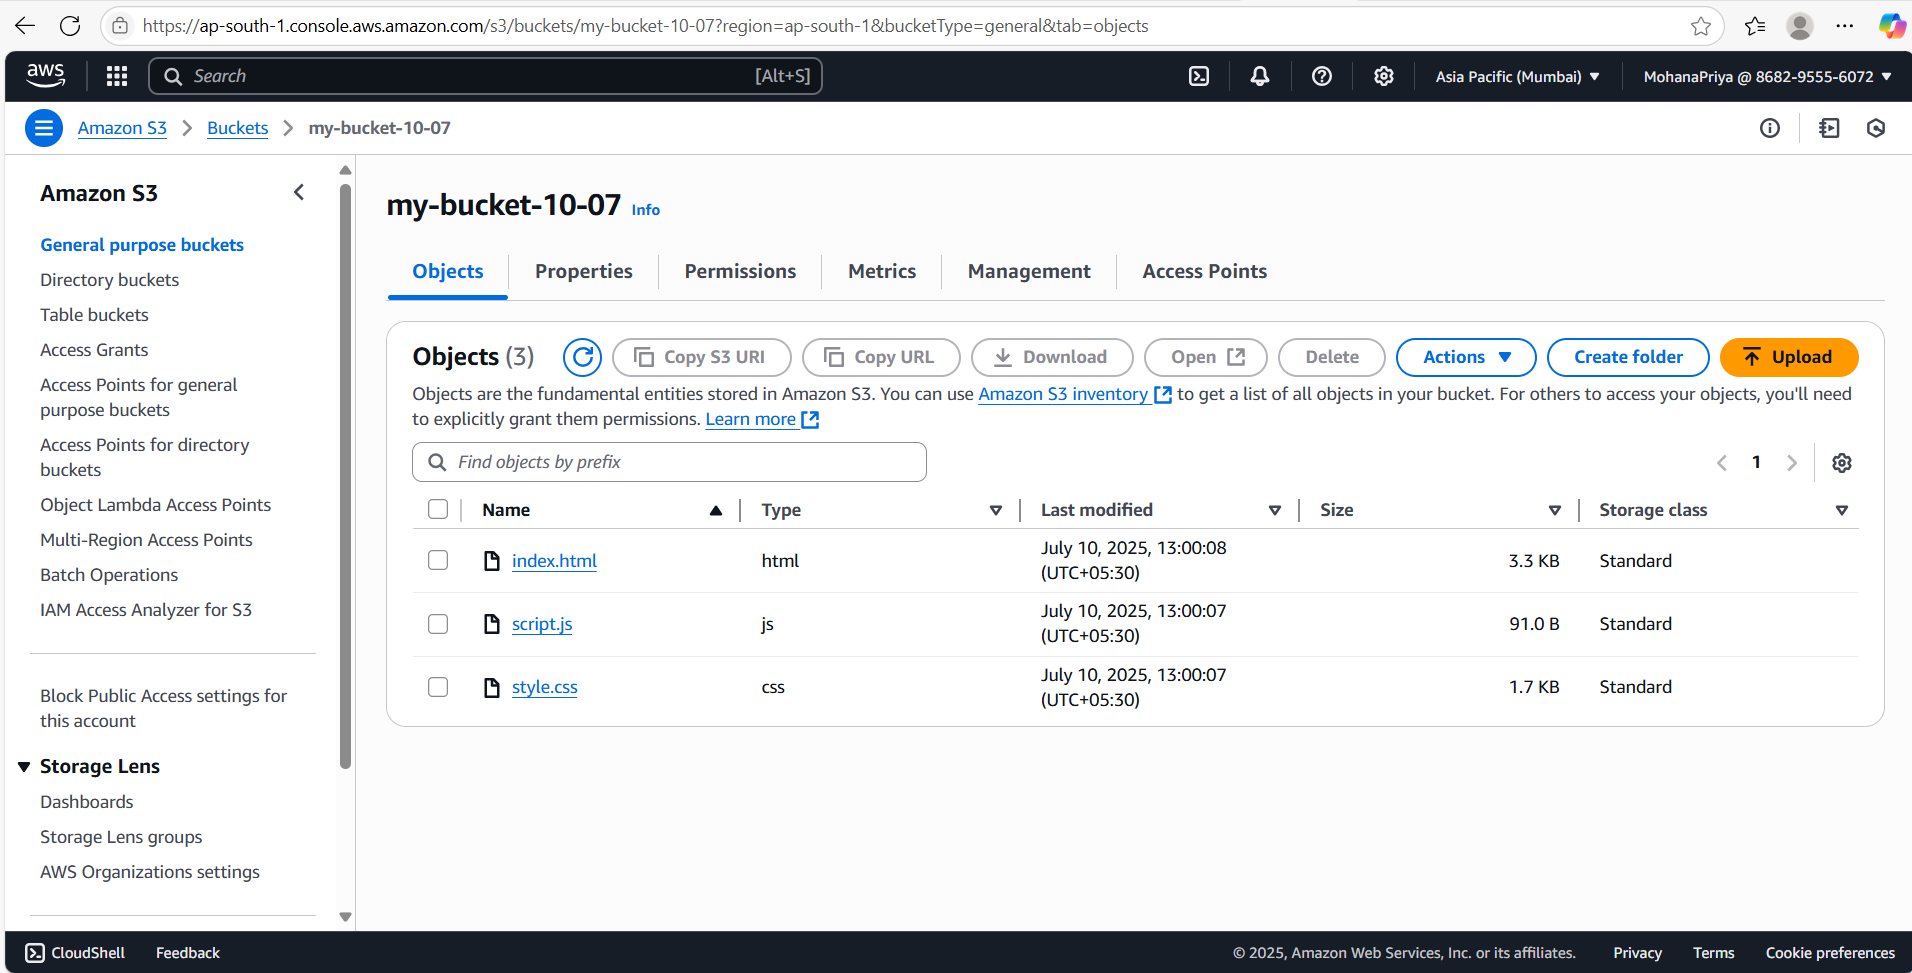 https://ap-south-1.console.aws.amazon.com/s3/buckets/my-bucket-10-07?region=ap-south-1&bucketType=general&tab=objects
aws
Search
[Alt+S]
Asia Pacific (Mumbai)
MohanaPriya @ 8682-9555-6072
Amazon S3
Buckets
my-bucket-10-07
Amazon S3
General purpose buckets
Directory buckets
Table buckets
Access Grants
Access Points for general
purpose buckets
Access Points for directory
buckets
Object Lambda Access Points
Multi-Region Access Points
Batch Operations
IAM Access Analyzer for S3
Block Public Access settings for
this account
Storage Lens
Dashboards
Storage Lens groups
AWS Organizations settings
my-bucket-10-07 Info
Objects
Properties
Permissions
Metrics
Management
Access Points
Objects (3)
Copy S3 URI
Copy URL
Download
Open
Delete
Actions
Create folder
Upload
Objects are the fundamental entities stored in Amazon S3. You can use Amazon S3 inventory to get a list of all objects in your bucket. For others to access your objects, you'll need
to explicitly grant them permissions. Learn more
Find objects by prefix
1
Name
Type
Last modified
Size
Storage class
index.html
html
July 10, 2025, 13:00:08
(UTC+05:30)
3.3 KB
Standard
script.js
js
July 10, 2025, 13:00:07
(UTC+05:30)
91.0 B
Standard
style.css
css
July 10, 2025, 13:00:07
(UTC+05:30)
1.7 KB
Standard
CloudShell
Feedback
© 2025, Amazon Web Services, Inc. or its affiliates.
Privacy
Terms
Cookie preferences